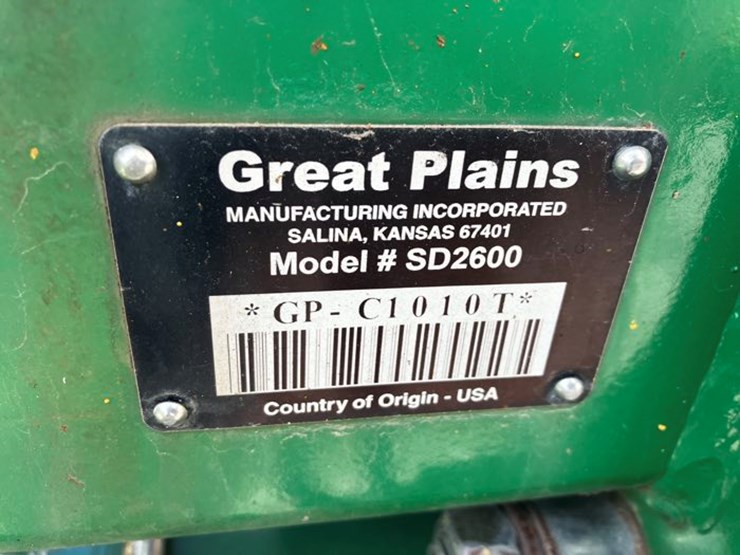 Great Plains
MANUFACTURING INCORPORATED
SALINA, KANSAS 67401
Model # SD2600
*GP-C1010T*
Country of Origin - USA